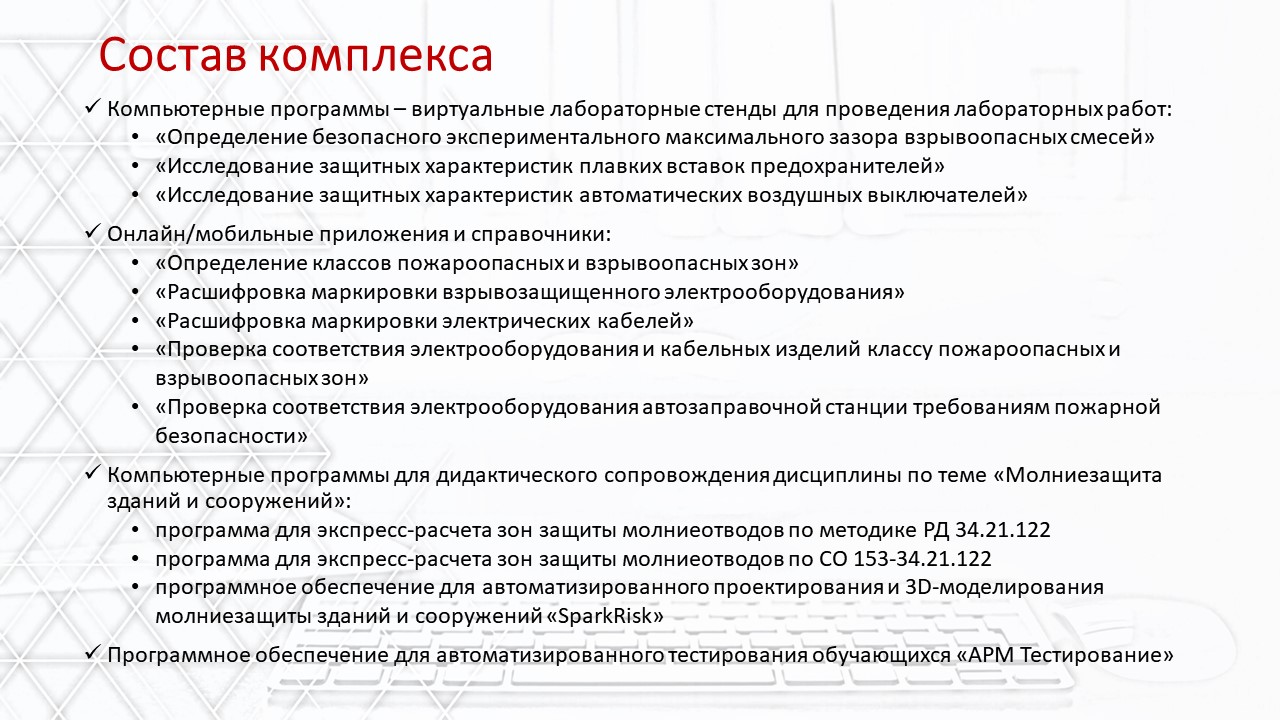 Состав комплекса
✓ Компьютерные программы – виртуальные лабораторные стенды для проведения лабораторных работ:
• «Определение безопасного экспериментального максимального зазора взрывоопасных смесей»
• «Исследование защитных характеристик плавких вставок предохранителей»
• «Исследование защитных характеристик автоматических воздушных выключателей»
✓ Онлайн/мобильные приложения и справочники:
• «Определение классов пожароопасных и взрывоопасных зон»
• «Расшифровка маркировки взрывозащищенного электрооборудования»
• «Расшифровка маркировки электрических кабелей»
• «Проверка соответствия электрооборудования и кабельных изделий классу пожароопасных и
взрывоопасных зон»
• «Проверка соответствия электрооборудования автозаправочной станции требованиям пожарной
безопасности»
✓ Компьютерные программы для дидактического сопровождения дисциплины по теме «Молниезащита
зданий и сооружений»:
• программа для экспресс-расчета зон защиты молниеотводов по методике РД 34.21.122
• программа для экспресс-расчета зон защиты молниеотводов по СО 153-34.21.122
• программное обеспечение для автоматизированного проектирования и 3D-моделирования
молниезащиты зданий и сооружений «SparkRisk»
✓ Программное обеспечение для автоматизированного тестирования обучающихся «АРМ Тестирование»